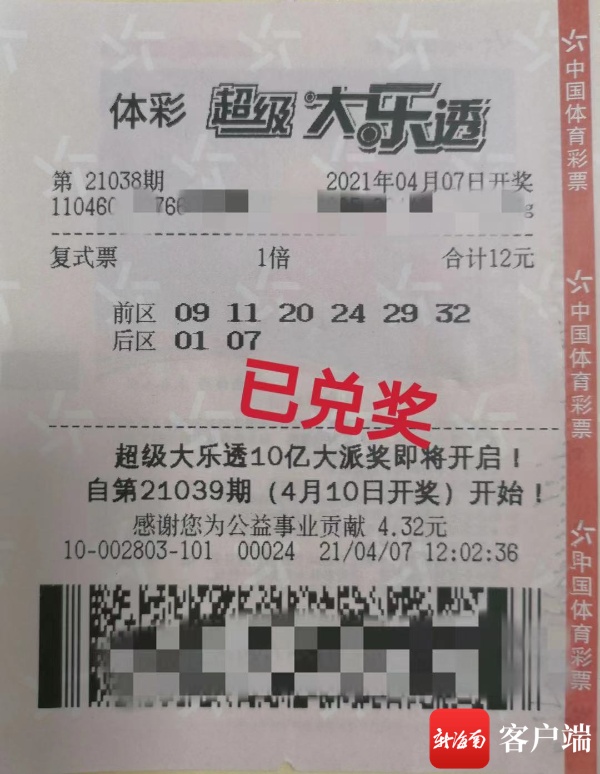 体彩 超级大乐透
第 21038期 2021年04月07日开奖
110460 766 g
复式票 1倍 合计12元
前区 09 11 20 24 29 32
后区 01 07
已兑奖
超级大乐透10亿大派奖即将开启！
自第21039期（4月10日开奖）开始！
感谢您为公益事业贡献 4.32元
10-002803-101 00024 21/04/07 12:02:36
中国体育彩票
中国体育彩票
中国体育彩票
新海南 客户端